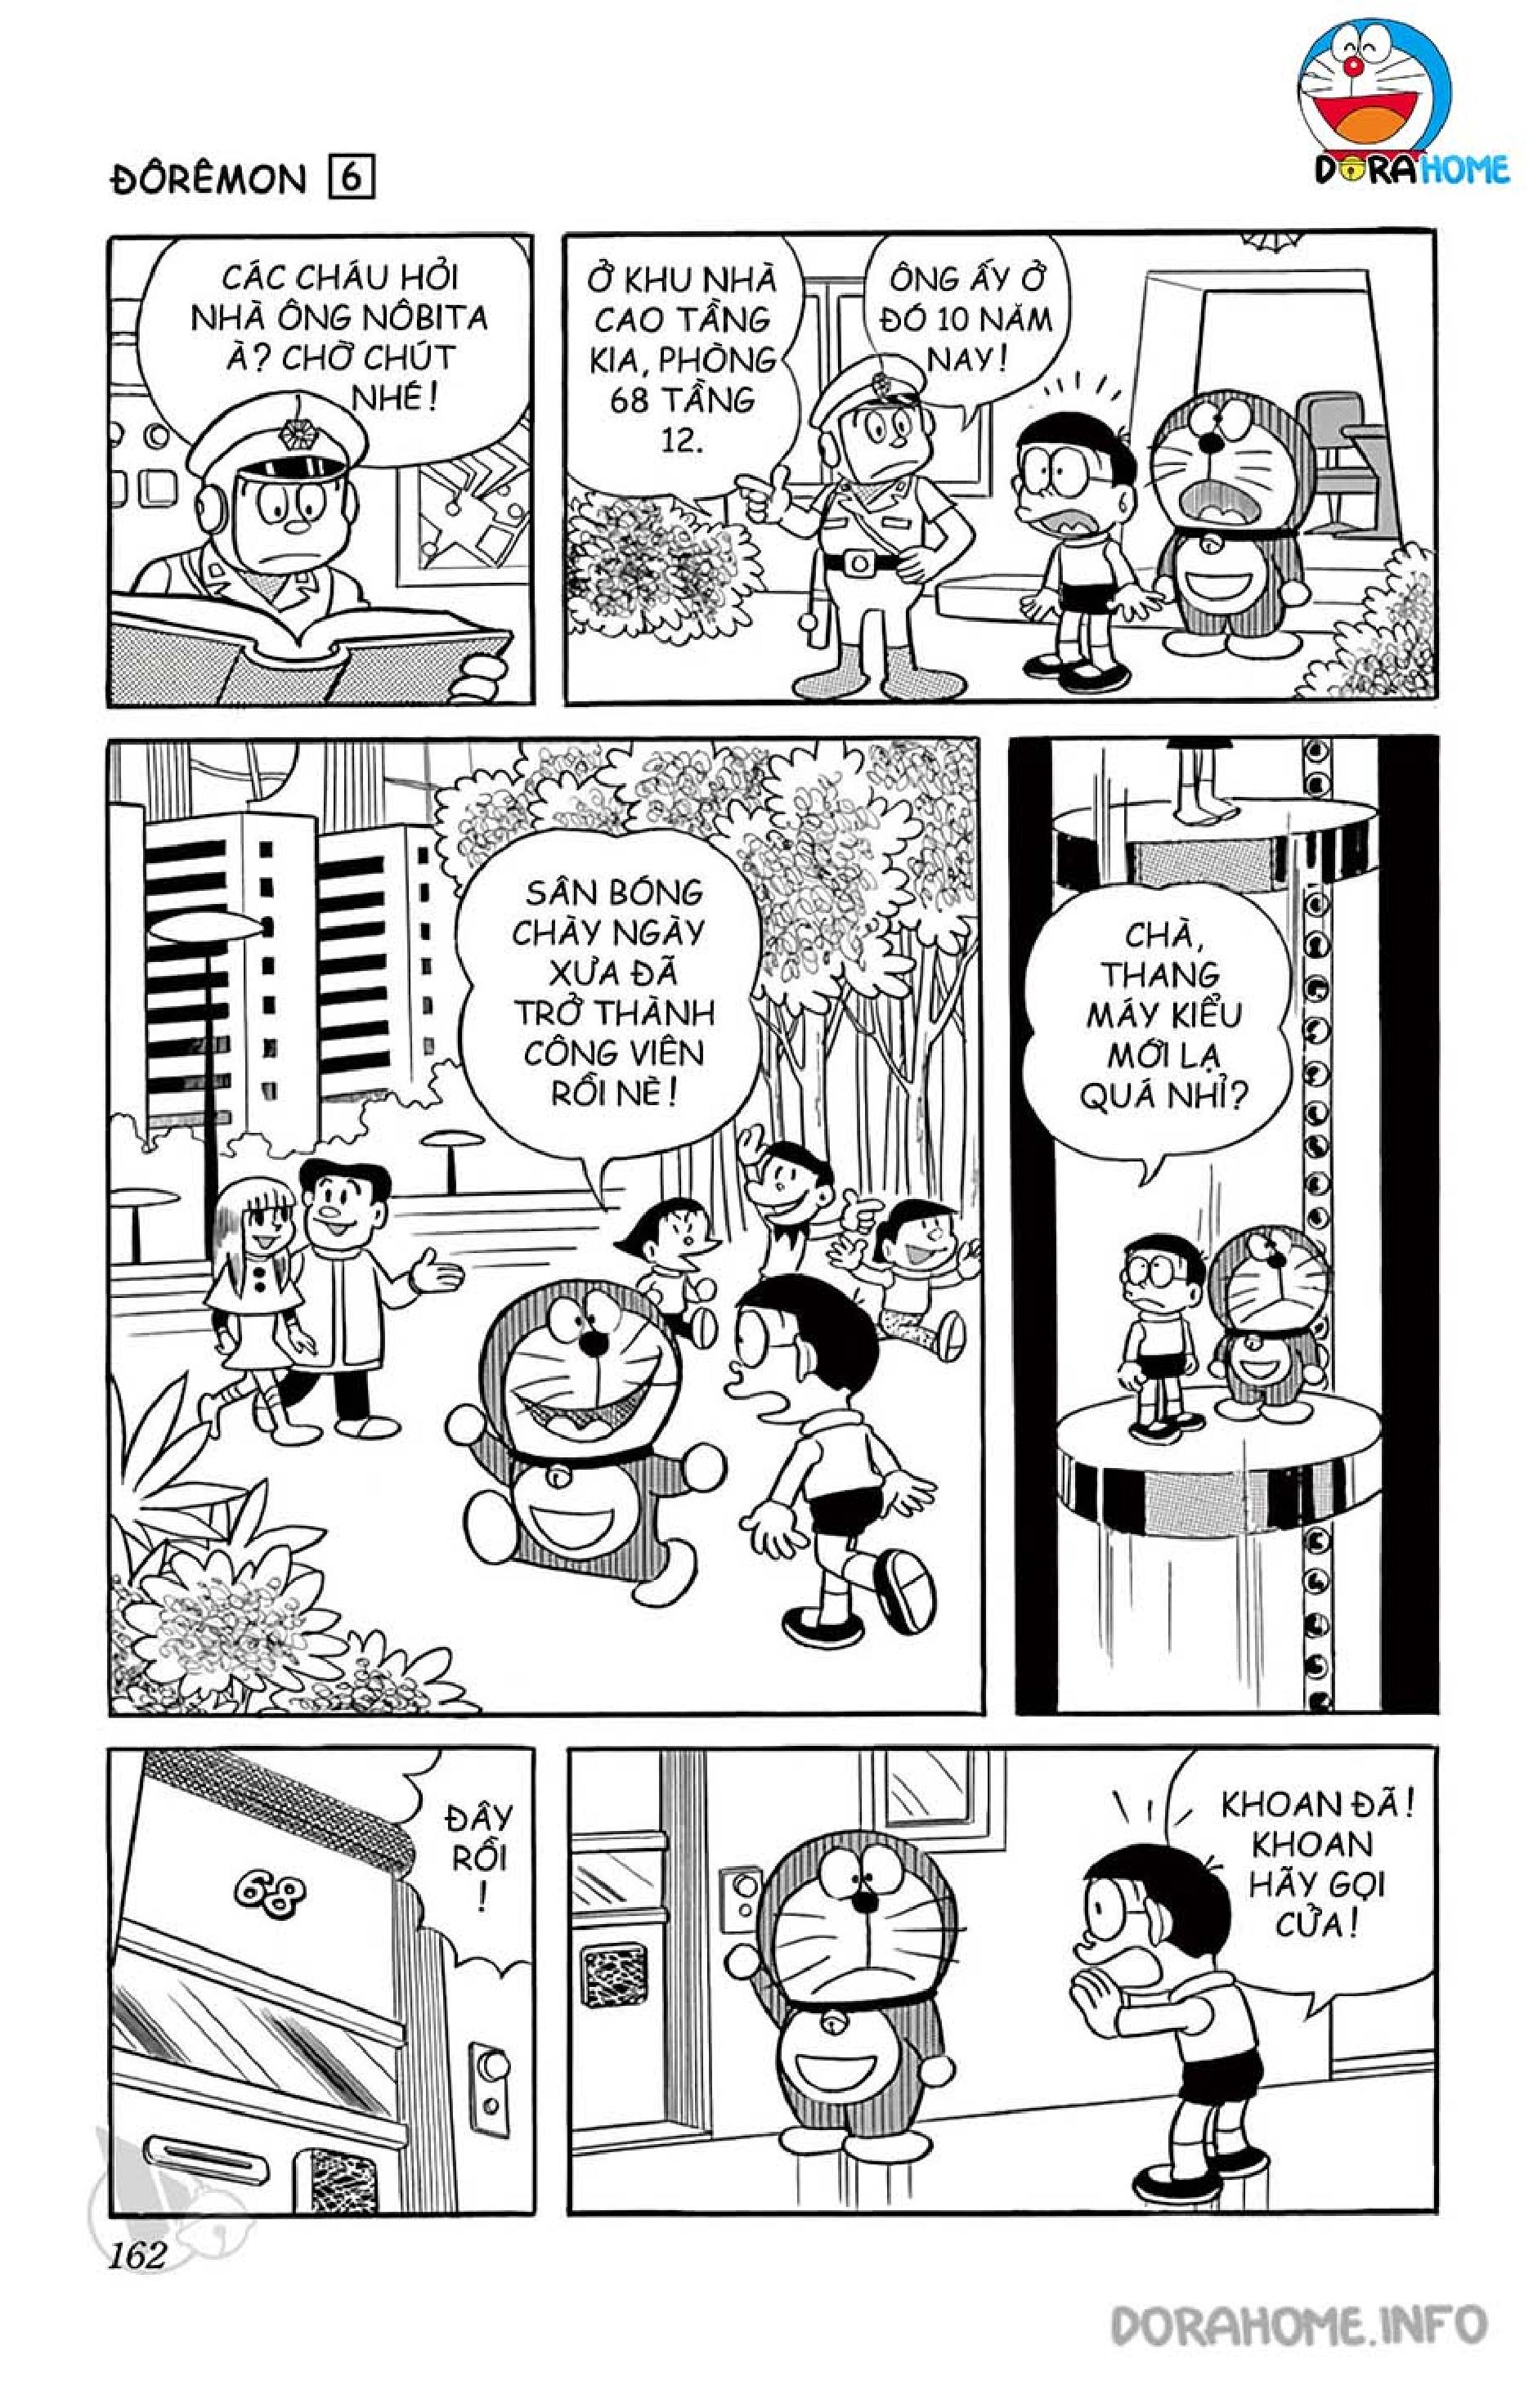 DORAHOME
ĐÔRÊMON 6
CÁC CHÁU HỎI
NHÀ ÔNG NÔBITA
À? CHỜ CHÚT
NHÉ!
Ở KHU NHÀ
CAO TẦNG
KIA, PHÒNG
68 TẦNG
12.
ÔNG ẤY Ở
ĐÓ 10 NĂM
NAY!
SÂN BÓNG
CHÀY NGÀY
XƯA ĐÃ
TRỞ THÀNH
CÔNG VIÊN
RỒI NÈ!
CHÀ,
THANG
MÁY KIỂU
MỚI LẠ
QUÁ NHỈ?
68
ĐÂY
RỒI
!
KHOAN ĐÃ!
KHOAN
HÃY GỌI
CỬA!
162
DORAHOME.INFO